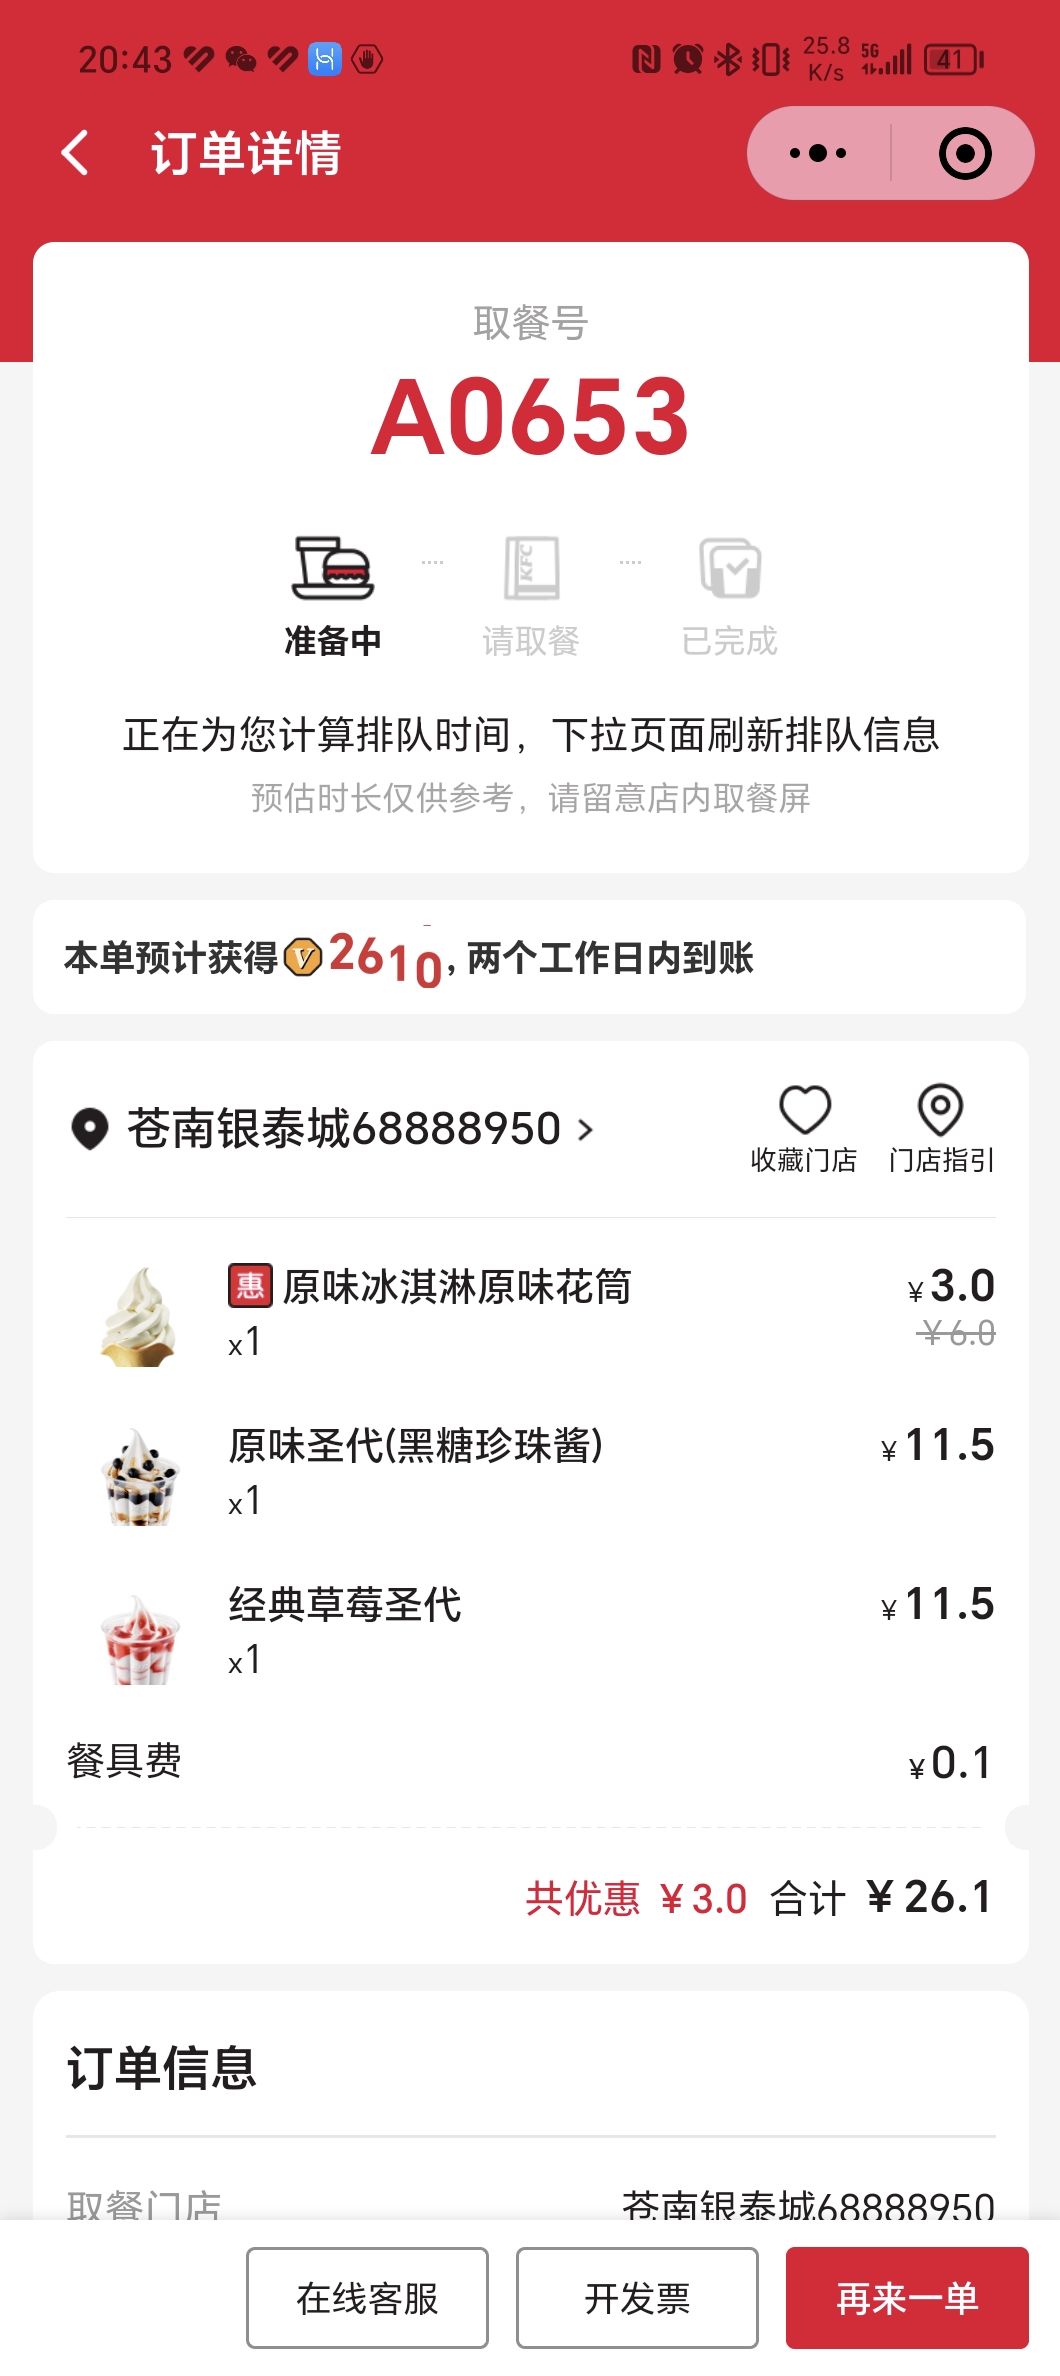 20:43
25.8 K/s 5G 41
订单详情
取餐号
A0653
KFC
准备中 请取餐 已完成
正在为您计算排队时间，下拉页面刷新排队信息
预估时长仅供参考，请留意店内取餐屏
本单预计获得V2610，两个工作日内到账
苍南银泰城68888950 >
收藏门店 门店指引
惠 原味冰淇淋原味花筒 ¥3.0
x1 ¥6.0
原味圣代(黑糖珍珠酱) ¥11.5
x1
经典草莓圣代 ¥11.5
x1
餐具费 ¥0.1
共优惠 ¥3.0 合计 ¥26.1
订单信息
取餐门店 苍南银泰城68888950
在线客服 开发票 再来一单